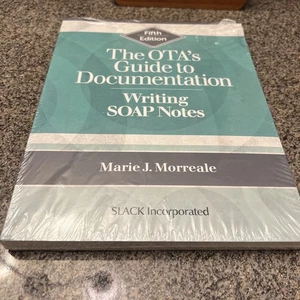 Fifth
Edition
The OTA's
Guide to
Documentation
Writing
SOAP Notes
Marie J. Morreale
SLACK Incorporated